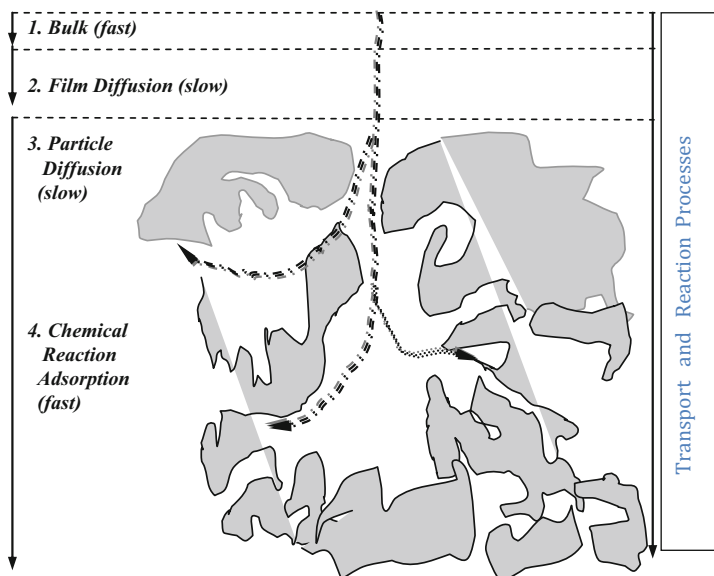 1. Bulk (fast)
2. Film Diffusion (slow)
3. Particle
Diffusion
(slow)
4. Chemical
Reaction
Adsorption
(fast)
Transport and Reaction Processes